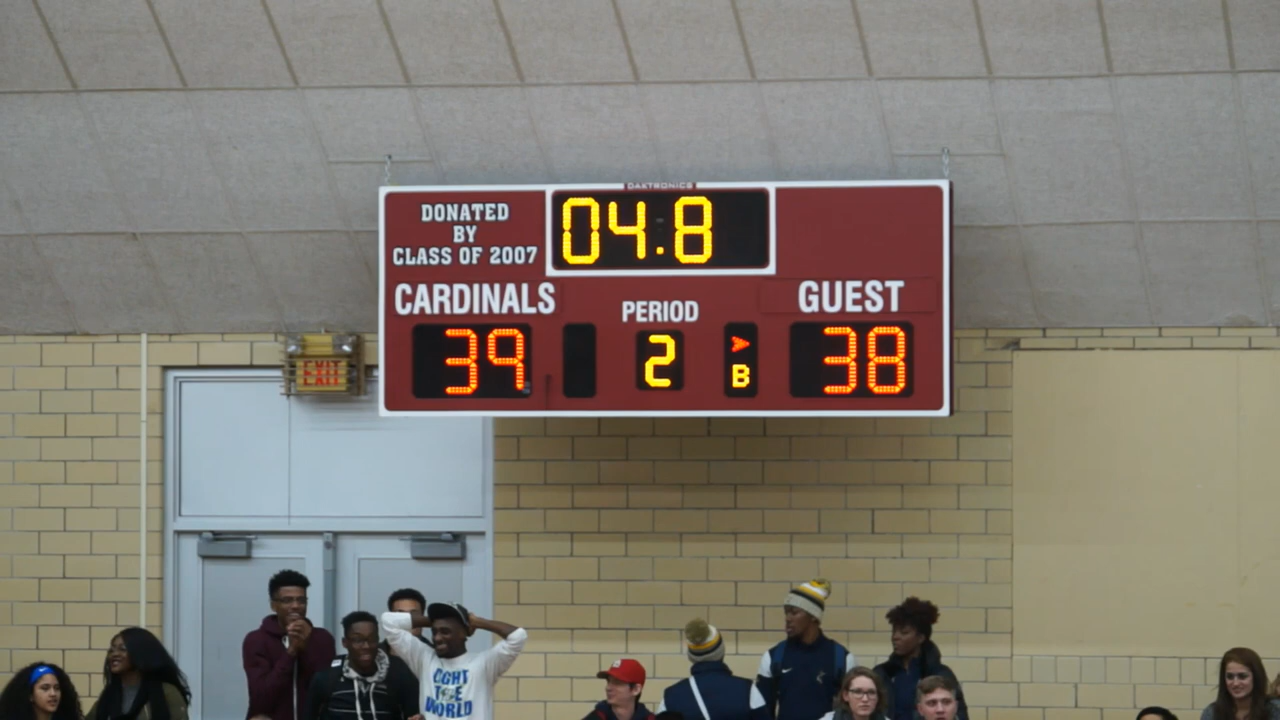 DAKTRONICS
DONATED
BY
CLASS OF 2007
04.8
CARDINALS
PERIOD
GUEST
39
2
B
38
EXIT
WORLD